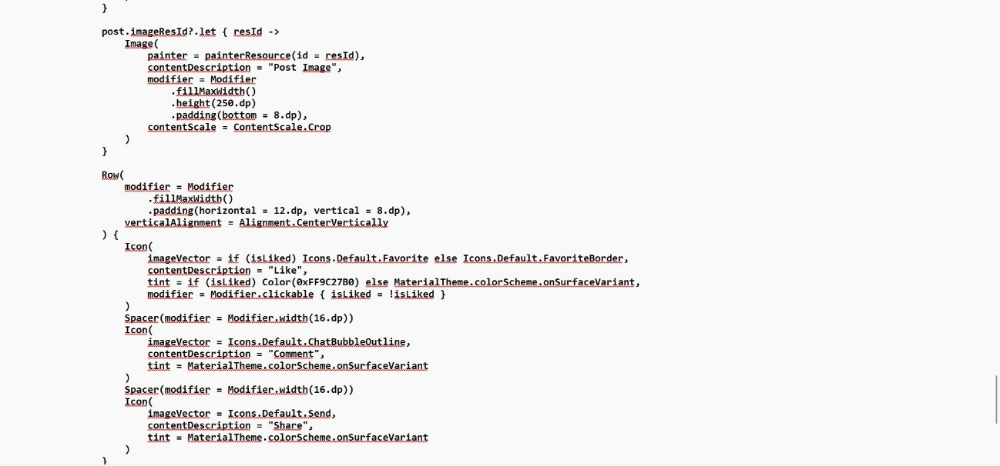 }
post.imageResId?.let { resId ->
Image(
painter = painterResource(id = resId),
contentDescription = "Post Image",
modifier = Modifier
.fillMaxWidth()
.height(250.dp)
.padding(bottom = 8.dp),
contentScale = ContentScale.Crop
)
}
Row(
modifier = Modifier
.fillMaxWidth()
.padding(horizontal = 12.dp, vertical = 8.dp),
verticalAlignment = Alignment.CenterVertically
) {
Icon(
imageVector = if (isLiked) Icons.Default.Favorite else Icons.Default.FavoriteBorder,
contentDescription = "Like",
tint = if (isLiked) Color(0xFF9C27B0) else MaterialTheme.colorScheme.onSurfaceVariant,
modifier = Modifier.clickable { isLiked = !isLiked }
)
Spacer(modifier = Modifier.width(16.dp))
Icon(
imageVector = Icons.Default.ChatBubbleOutline,
contentDescription = "Comment",
tint = MaterialTheme.colorScheme.onSurfaceVariant
)
Spacer(modifier = Modifier.width(16.dp))
Icon(
imageVector = Icons.Default.Send,
contentDescription = "Share",
tint = MaterialTheme.colorScheme.onSurfaceVariant
)
}